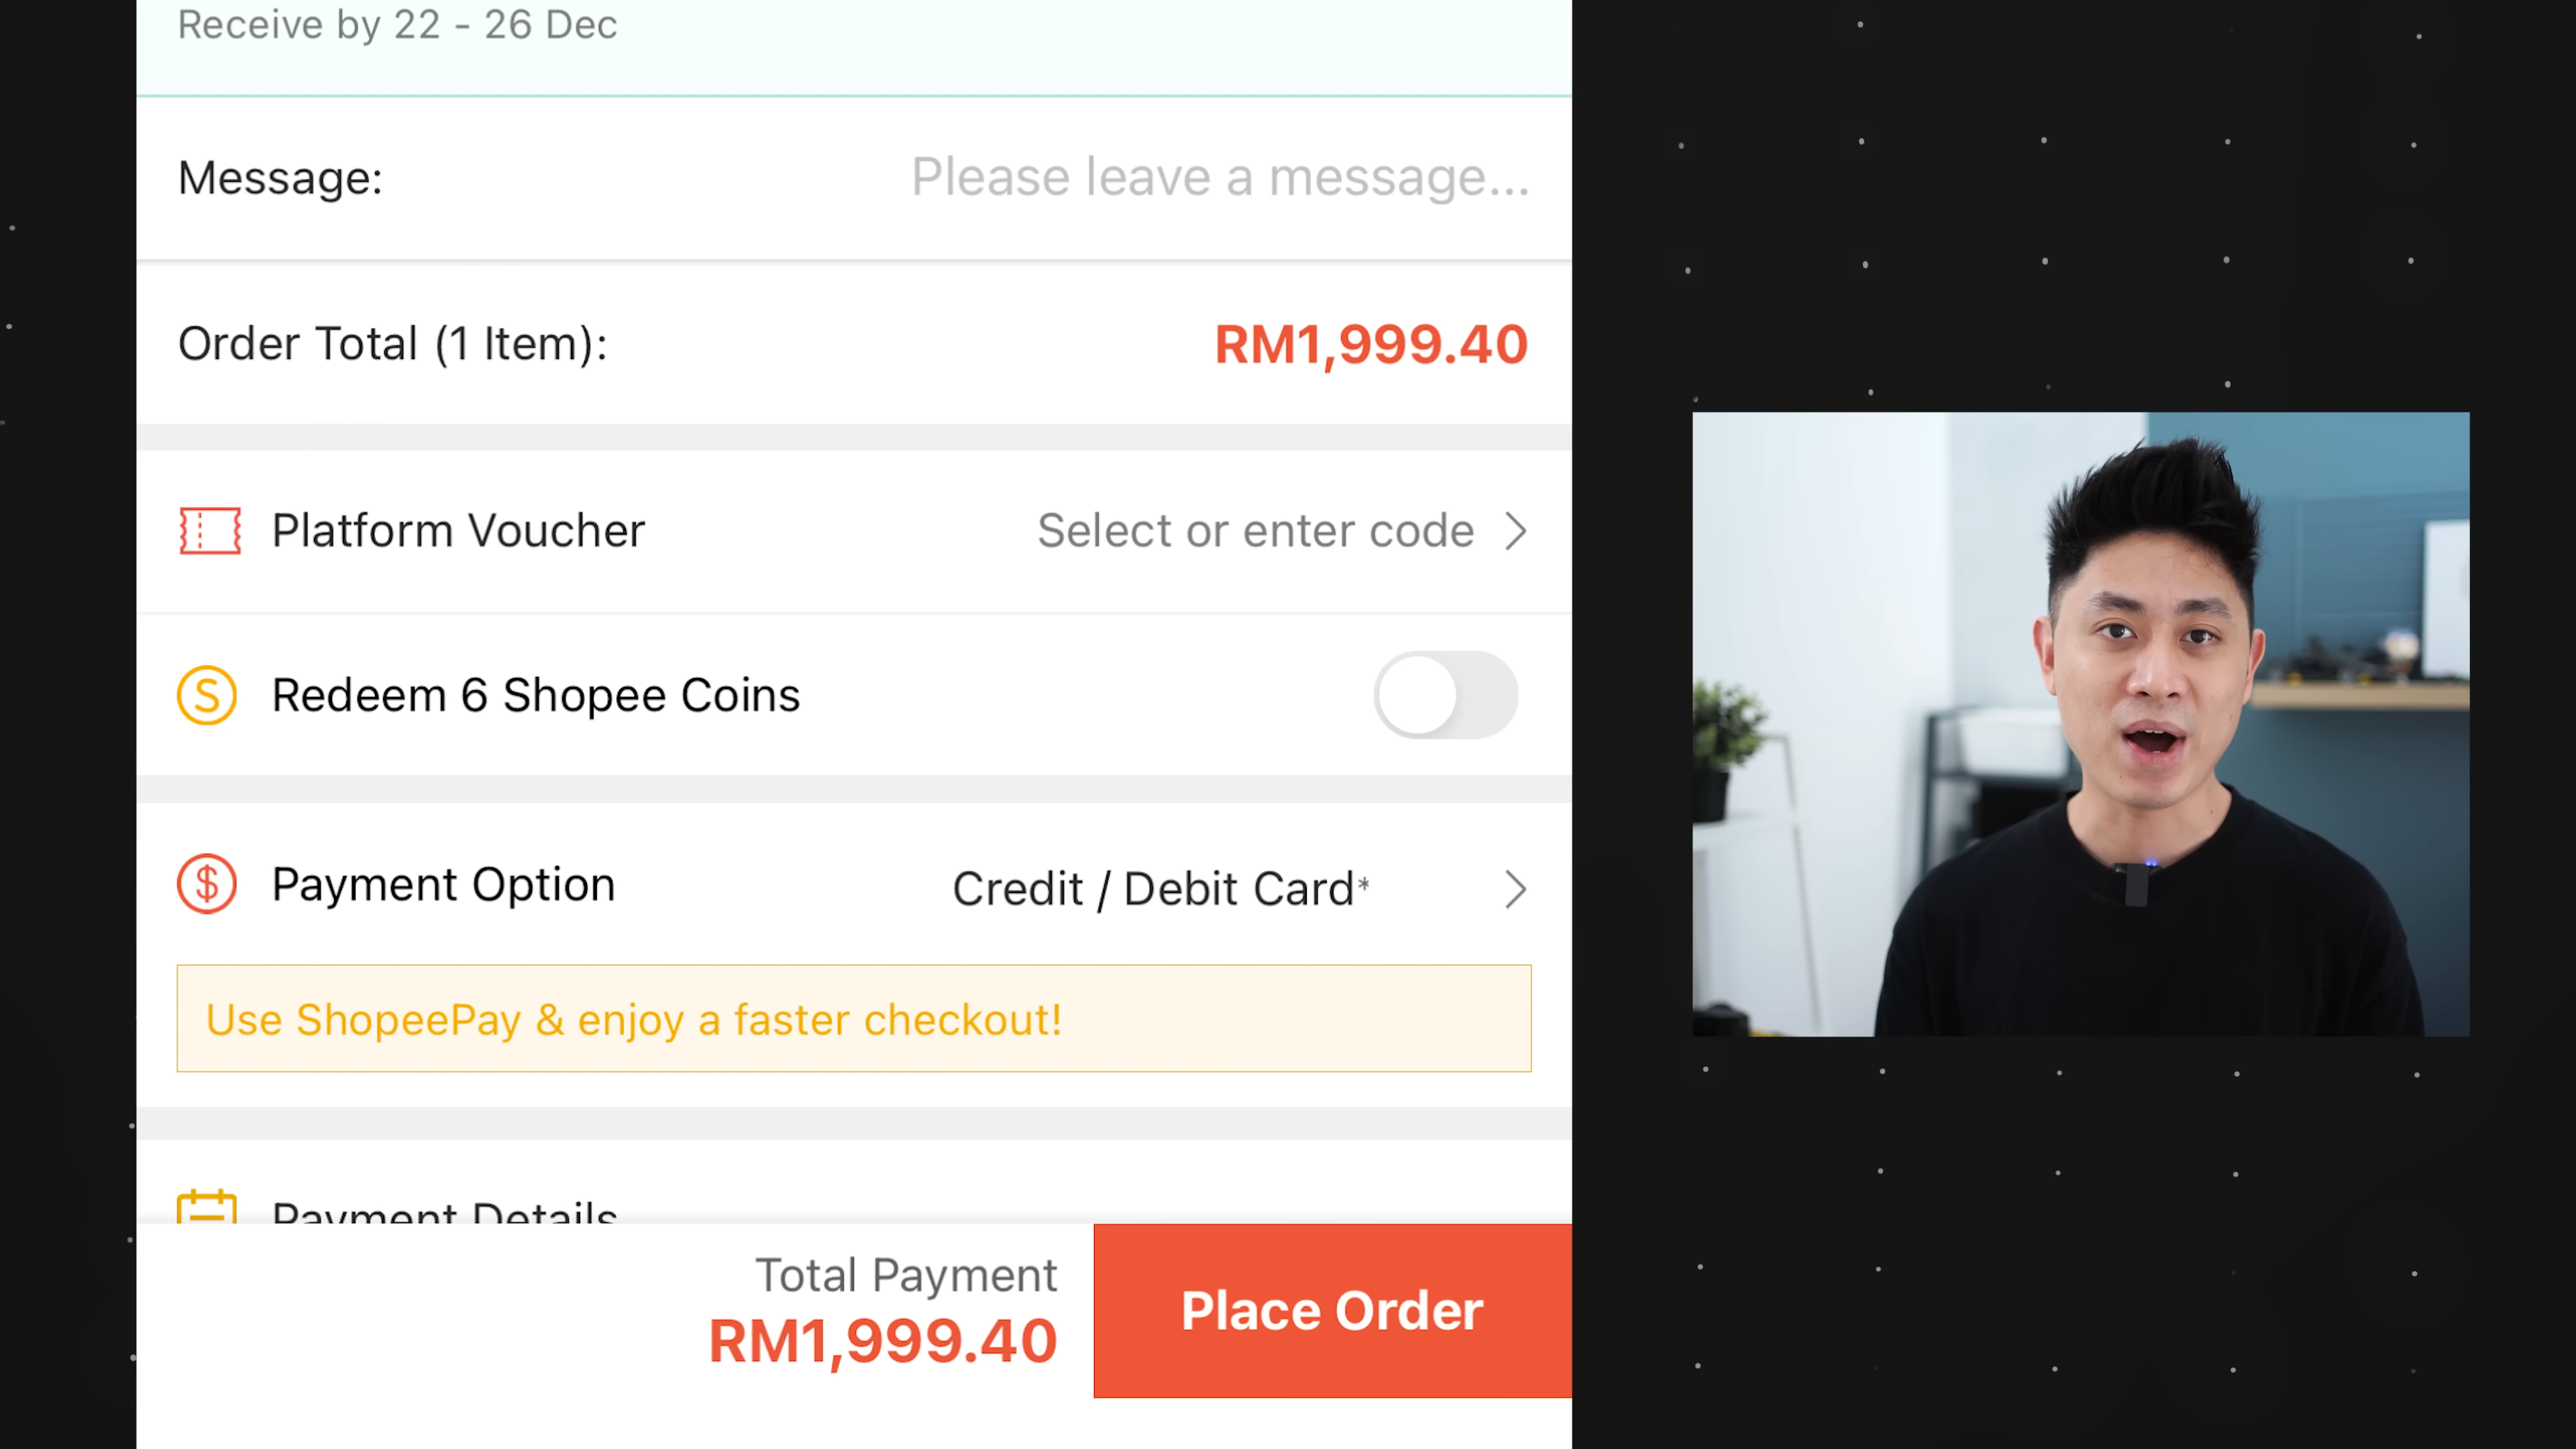 Receive by 22 - 26 Dec
Message:
Please leave a message...
Order Total (1 Item):
RM1,999.40
Platform Voucher
Select or enter code
Redeem 6 Shopee Coins
Payment Option
Credit / Debit Card*
Use ShopeePay & enjoy a faster checkout!
Payment Details
Total Payment
RM1,999.40
Place Order